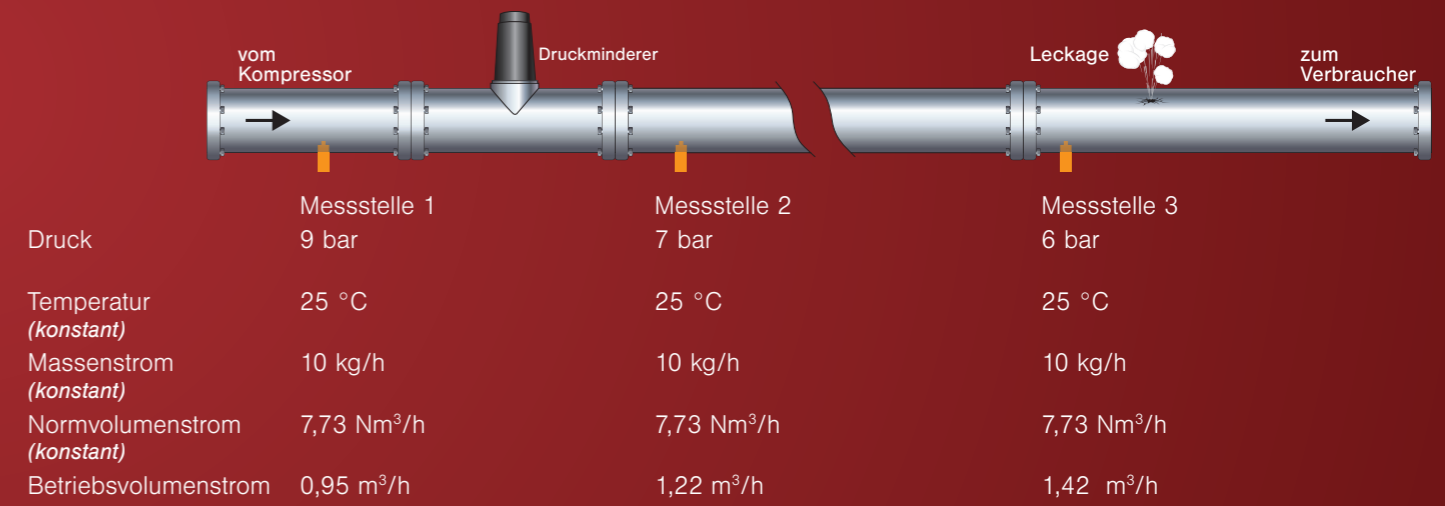 vom
Kompressor
Druckminderer
Leckage
zum
Verbraucher
Messstelle 1 Messstelle 2 Messstelle 3
Druck 9 bar 7 bar 6 bar
Temperatur 25 °C 25 °C 25 °C
(konstant)
Massenstrom 10 kg/h 10 kg/h 10 kg/h
(konstant)
Normvolumenstrom 7,73 Nm³/h 7,73 Nm³/h 7,73 Nm³/h
(konstant)
Betriebsvolumenstrom 0,95 m³/h 1,22 m³/h 1,42 m³/h